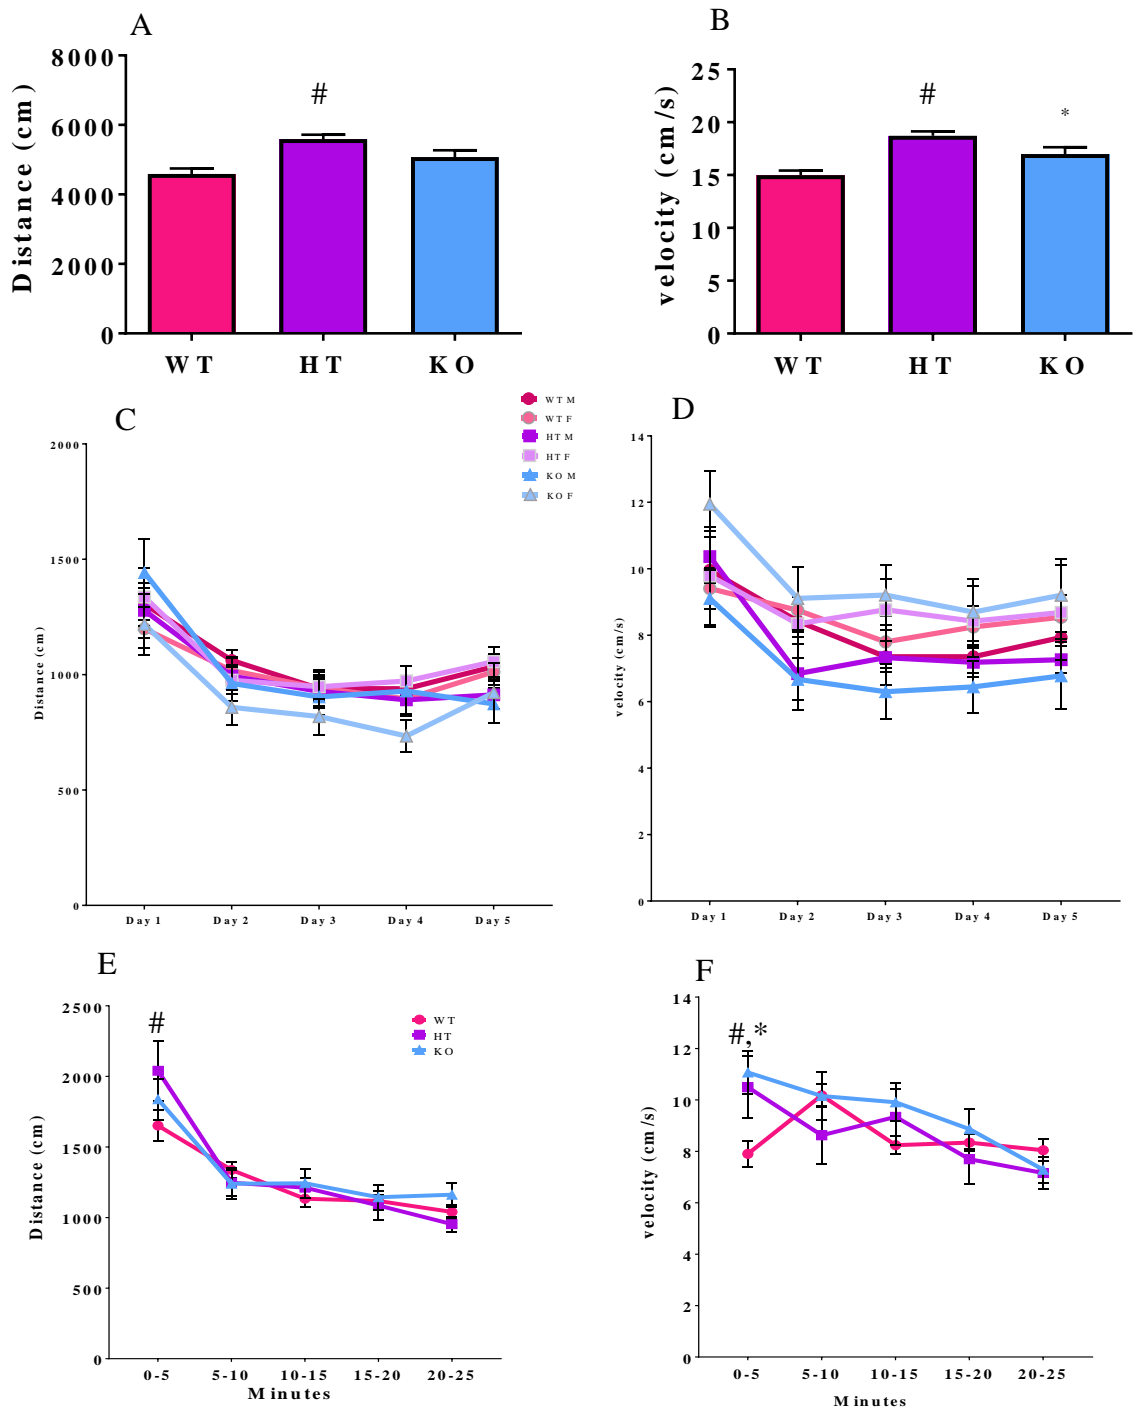 A
Distance (cm)
8000
6000
4000
2000
0
#
WT HT KO
B
velocity (cm/s)
25
20
15
10
5
0
#
*
WT HT KO
C
Distance (cm)
2000
1500
1000
500
0
Day 1 Day 2 Day 3 Day 4 Day 5
WT M
WT F
HT M
HT F
KO M
KO F
D
velocity (cm/s)
14
12
10
8
6
4
2
0
Day 1 Day 2 Day 3 Day 4 Day 5
E
Distance (cm)
2500
2000
1500
1000
500
0
#
WT
HT
KO
0-5 5-10 10-15 15-20 20-25
Minutes
F
velocity (cm/s)
14
12
10
8
6
4
2
0
#,*
0-5 5-10 10-15 15-20 20-25
Minutes